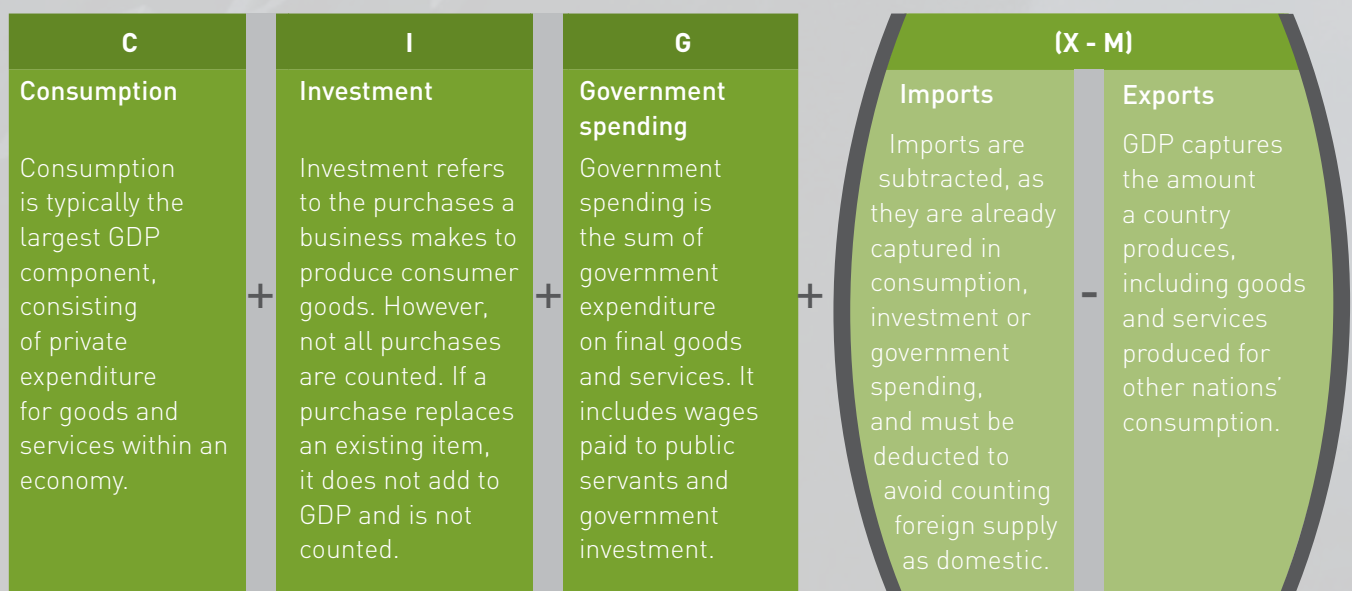 C
Consumption
Consumption
is typically the
largest GDP
component,
consisting
of private
expenditure
for goods and
services within an
economy.
+
I
Investment
Investment refers
to the purchases a
business makes to
produce consumer
goods. However,
not all purchases
are counted. If a
purchase replaces
an existing item,
it does not add to
GDP and is not
counted.
+
G
Government
spending
Government
spending is
the sum of
government
expenditure
on final goods
and services. It
includes wages
paid to public
servants and
government
investment.
+
(X - M)
Imports
Imports are
subtracted, as
they are already
captured in
consumption,
investment or
government
spending,
and must be
deducted to
avoid counting
foreign supply
as domestic.
-
Exports
GDP captures
the amount
a country
produces,
including goods
and services
produced for
other nations’
consumption.